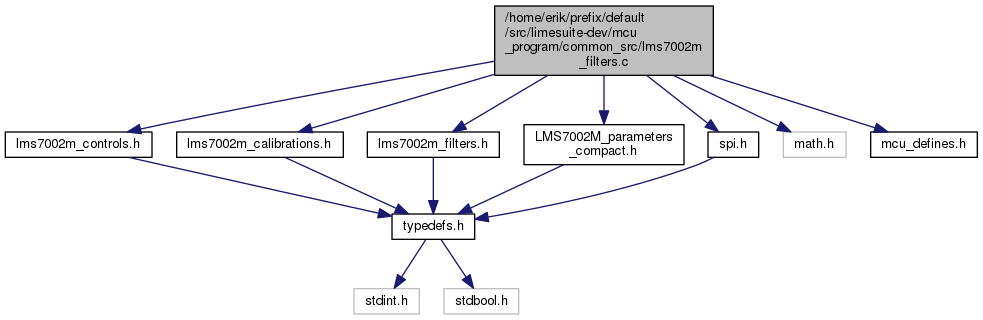 /home/erik/prefix/default
/src/limesuite-dev/mcu
_program/common_src/lms7002m
_filters.c
lms7002m_controls.h
lms7002m_calibrations.h
lms7002m_filters.h
LMS7002M_parameters
_compact.h
spi.h
math.h
mcu_defines.h
typedefs.h
stdint.h
stdbool.h